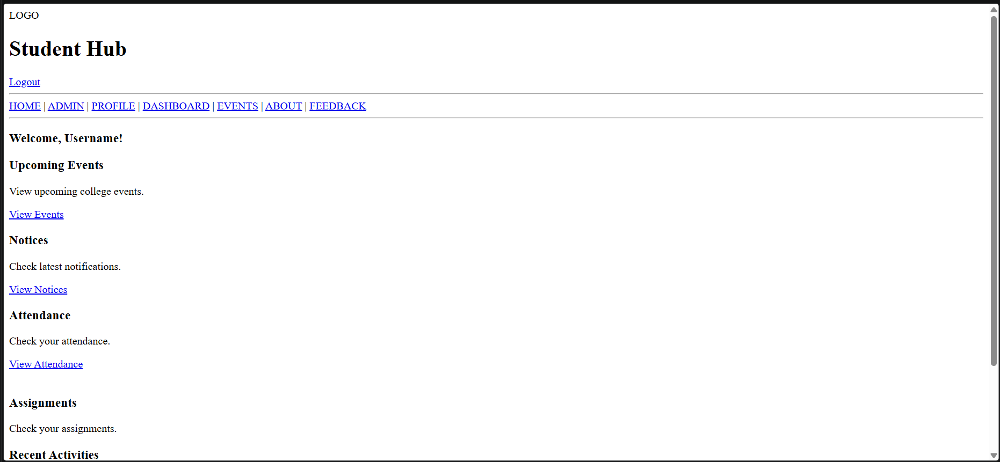 LOGO
Student Hub
Logout
HOME | ADMIN | PROFILE | DASHBOARD | EVENTS | ABOUT | FEEDBACK
Welcome, Username!
Upcoming Events
View upcoming college events.
View Events
Notices
Check latest notifications.
View Notices
Attendance
Check your attendance.
View Attendance
Assignments
Check your assignments.
Recent Activities